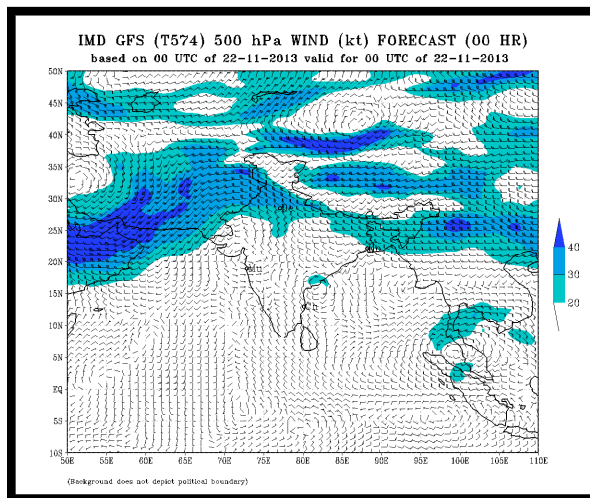 IMD GFS (T574) 500 hPa WIND (kt) FORECAST (00 HR)
based on 00 UTC of 22-11-2013 valid for 00 UTC of 22-11-2013
50N
45N
40N
35N
30N
25N
20N
15N
10N
5N
EQ
5S
10S
50E 55E 60E 65E 70E 75E 80E 85E 90E 95E 100E 105E 110E
40
30
20
(Background does not depict political boundary)